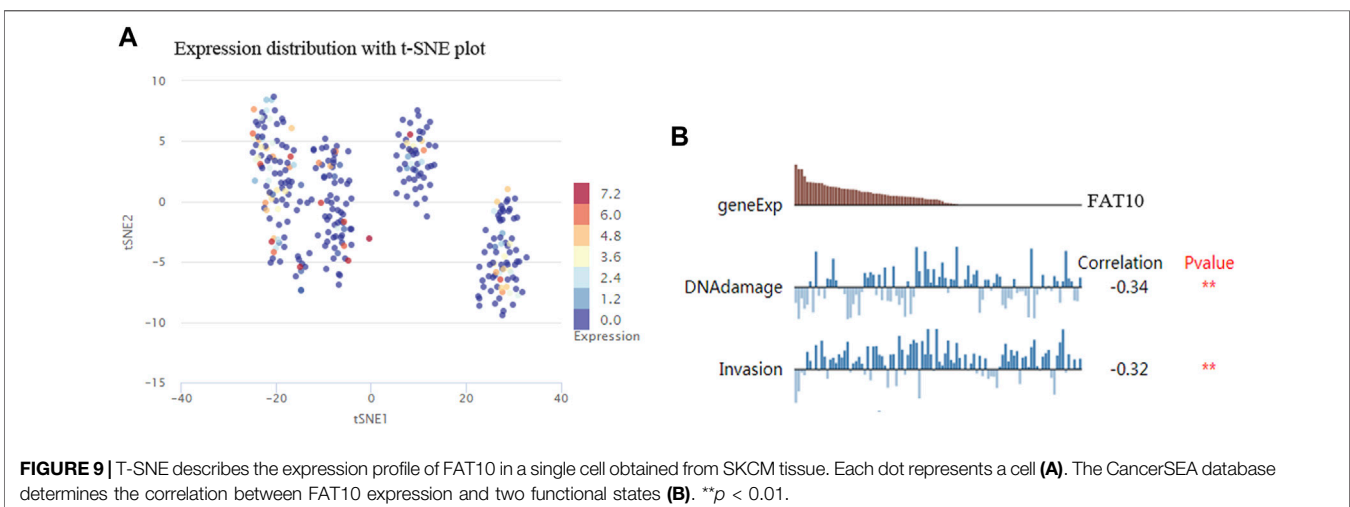 A
Expression distribution with t-SNE plot
10
5
0
−5
−10
−15
tSNE2
−40
−20
0
20
40
tSNE1
7.2
6.0
4.8
3.6
2.4
1.2
0.0
Expression
B
geneExp
FAT10
Correlation Pvalue
DNAdamage -0.34 **
Invasion -0.32 **
FIGURE 9 | T-SNE describes the expression profile of FAT10 in a single cell obtained from SKCM tissue. Each dot represents a cell (A). The CancerSEA database
determines the correlation between FAT10 expression and two functional states (B). **p < 0.01.